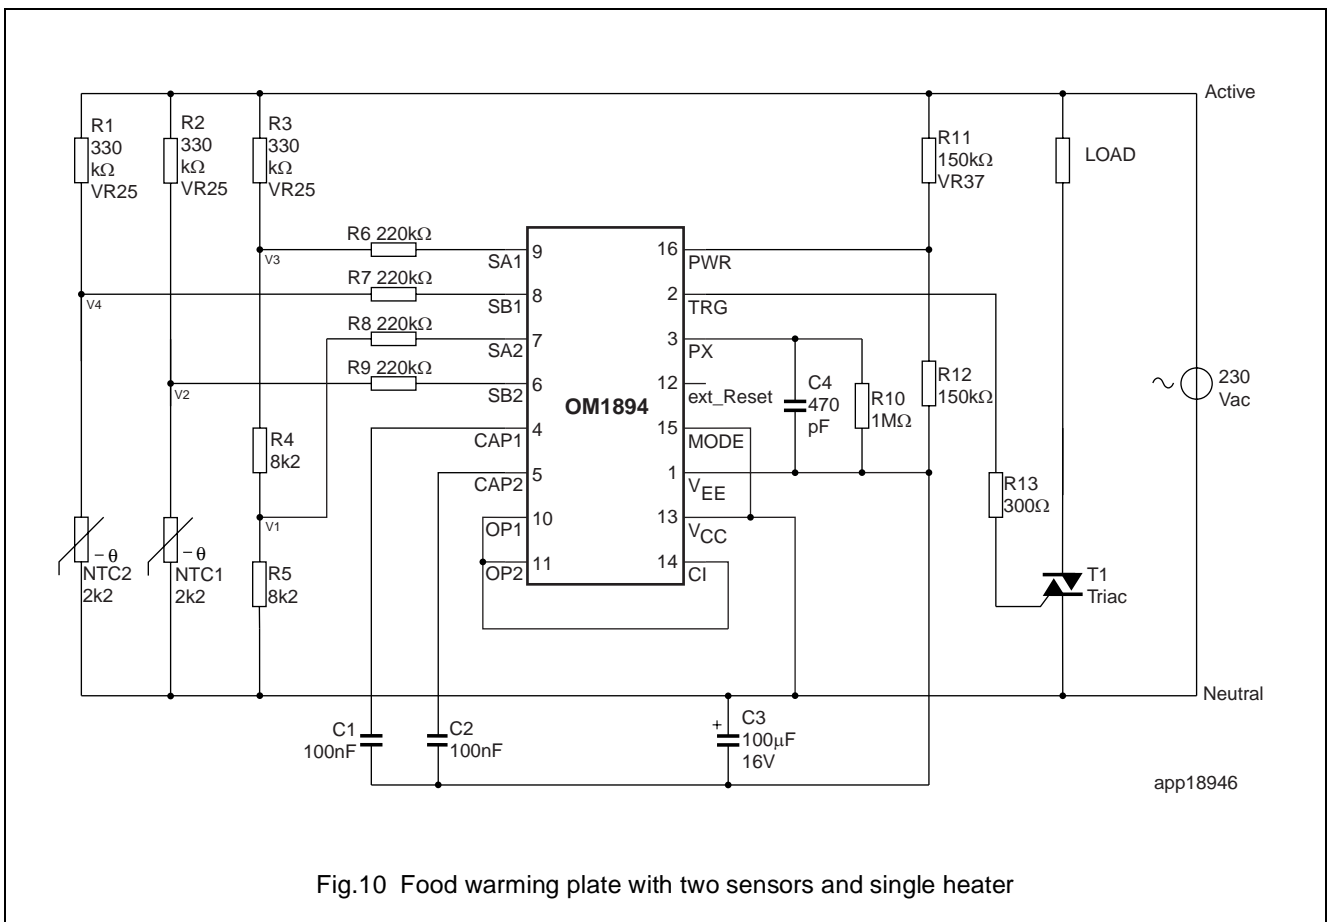 Active
R1
330
kΩ
VR25
R2
330
kΩ
VR25
R3
330
kΩ
VR25
R11
150kΩ
VR37
LOAD
R6 220kΩ
9
SA1
16
PWR
V3
R7 220kΩ
8
SB1
2
TRG
V4
R8 220kΩ
7
SA2
3
PX
R9 220kΩ
6
SB2
12
ext_Reset
V2
OM1894
C4
470
pF
R10
1MΩ
R12
150kΩ
230
Vac
4
CAP1
15
MODE
R4
8k2
5
CAP2
1
VEE
R13
300Ω
V1
10
OP1
13
VCC
−θ
NTC2
2k2
−θ
NTC1
2k2
R5
8k2
11
OP2
14
CI
T1
Triac
Neutral
C1
100nF
C2
100nF
+
C3
100μF
16V
app18946
Fig.10 Food warming plate with two sensors and single heater